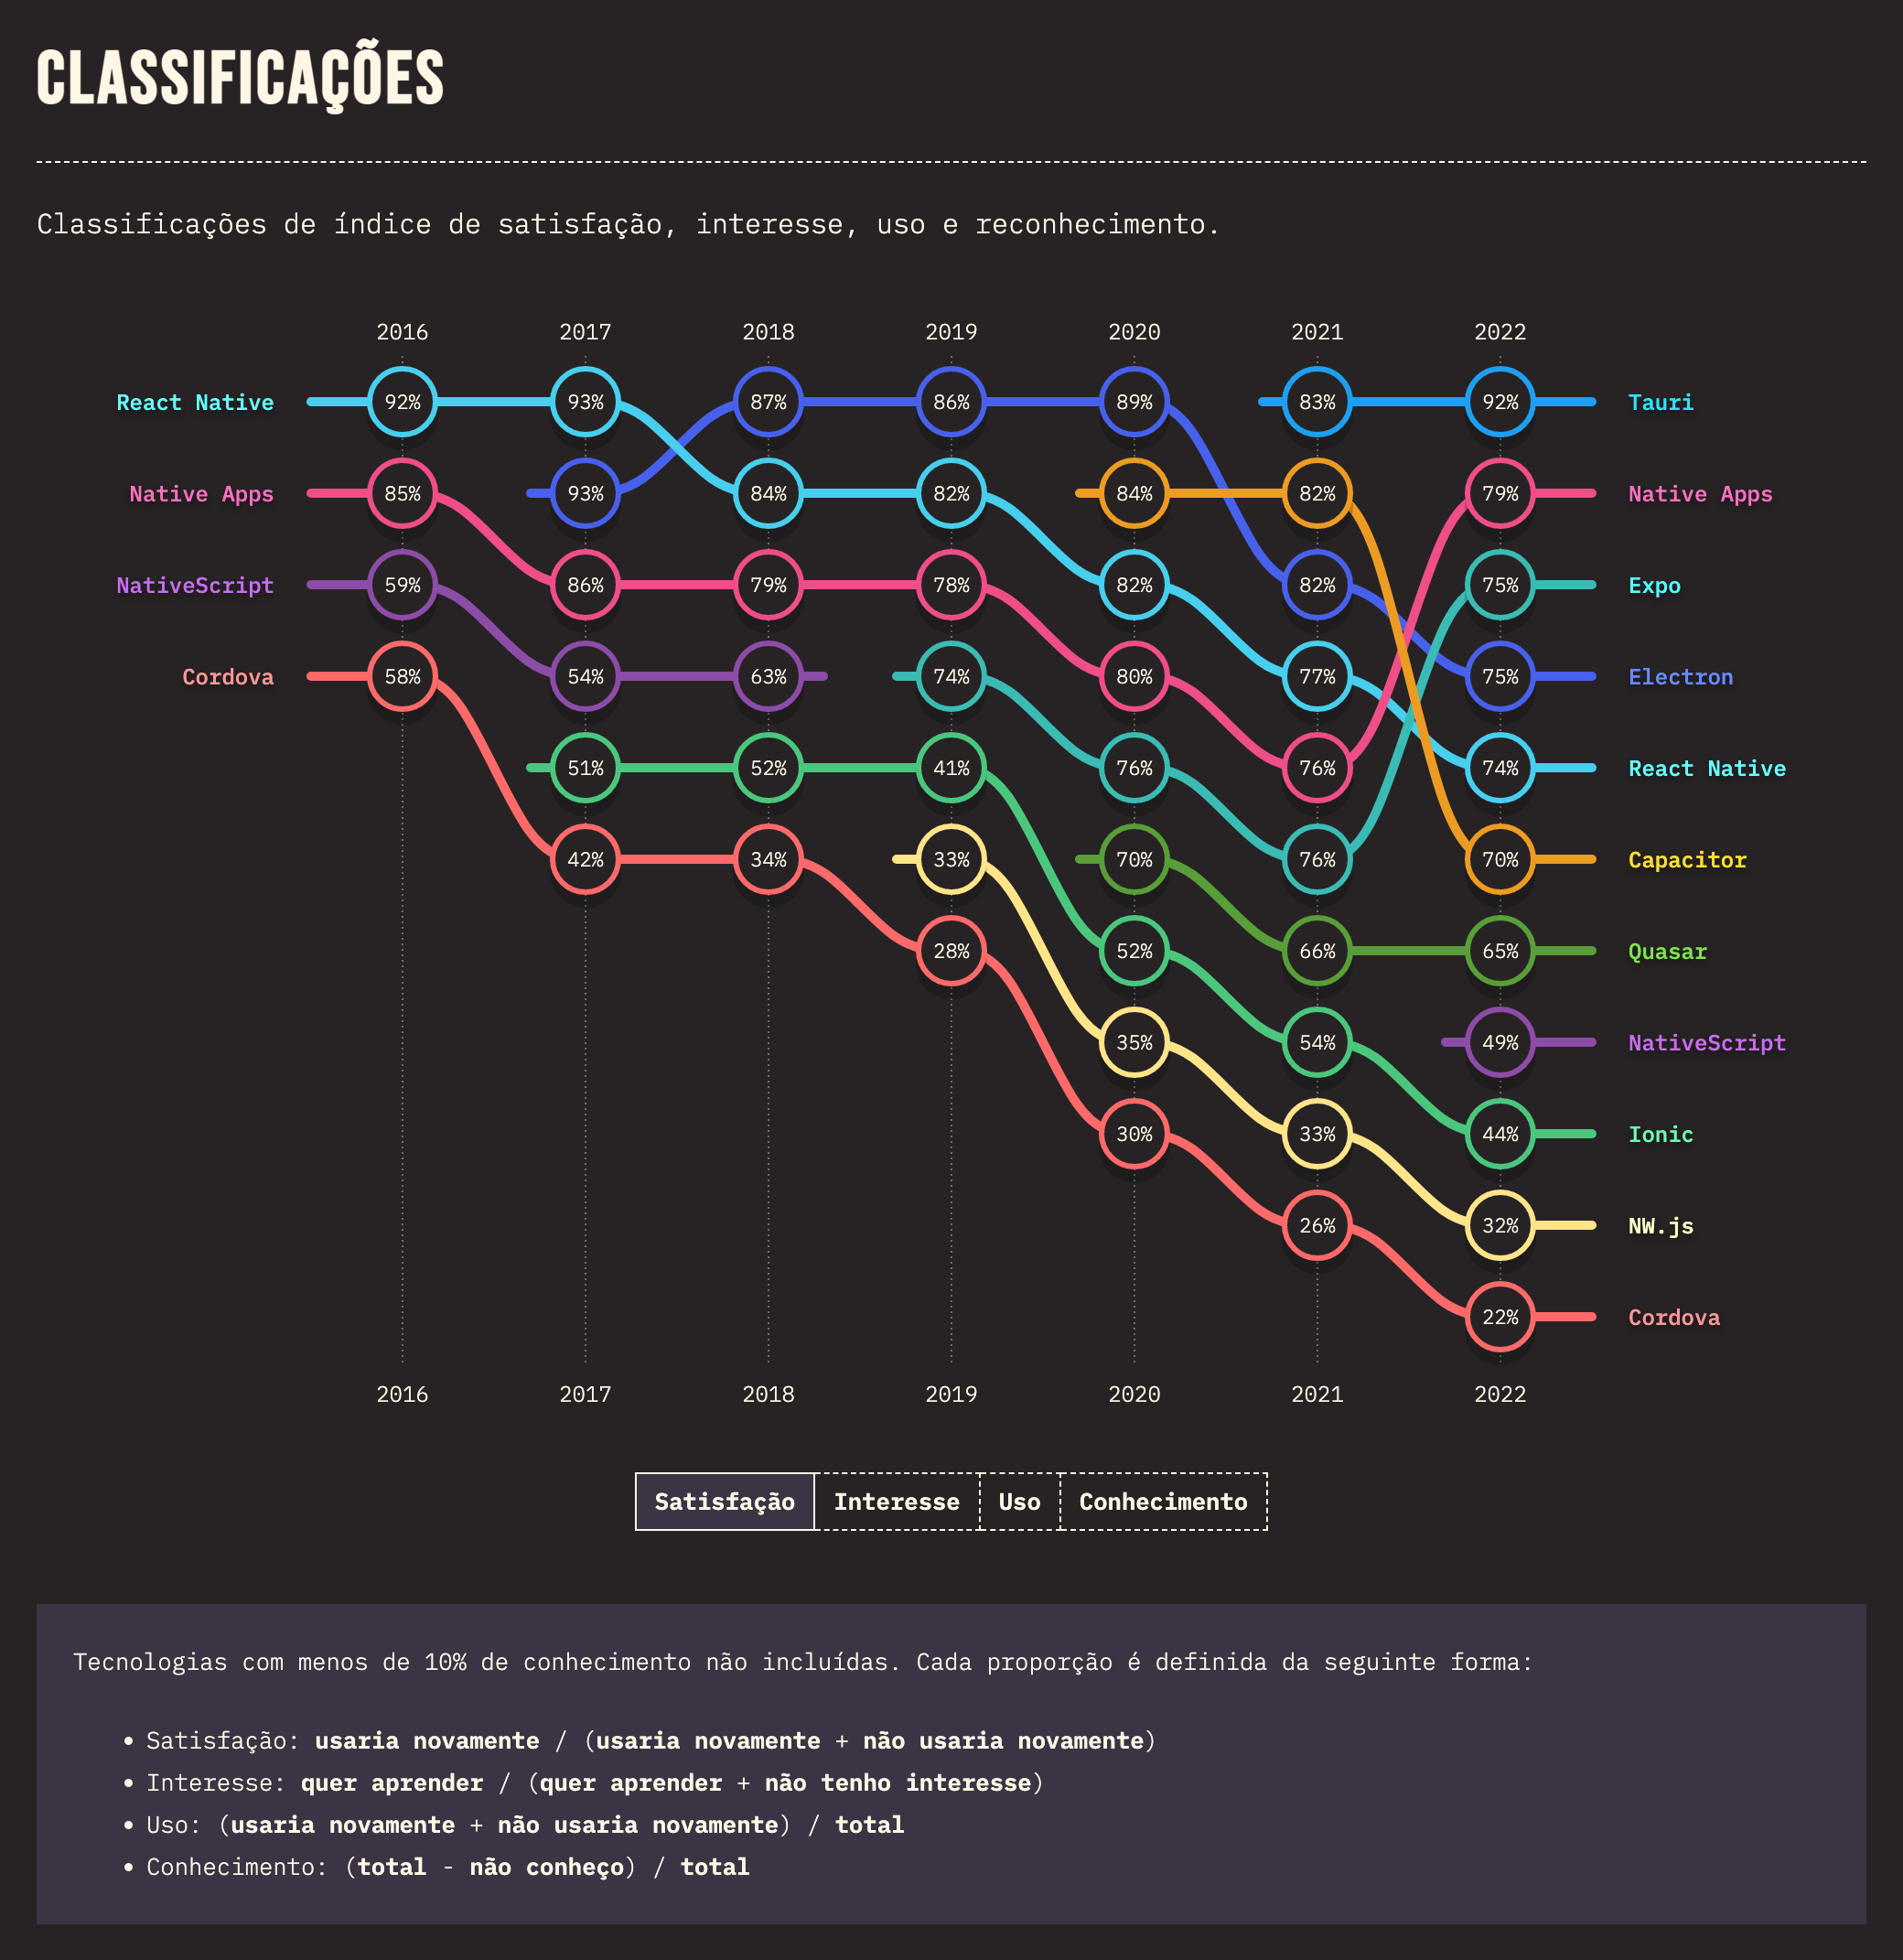 CLASSIFICAÇÕES
Classificações de índice de satisfação, interesse, uso e reconhecimento.
2016 2017 2018 2019 2020 2021 2022
React Native 92% 93% 87% 86% 89% 83% 92% Tauri
Native Apps 85% 93% 84% 82% 84% 82% 79% Native Apps
NativeScript 59% 86% 79% 78% 82% 82% 75% Expo
Cordova 58% 54% 63% 74% 80% 77% 75% Electron
51% 52% 41% 76% 76% 74% React Native
42% 34% 33% 70% 76% 70% Capacitor
28% 52% 66% 65% Quasar
35% 54% 49% NativeScript
30% 33% 44% Ionic
26% 32% NW.js
22% Cordova
2016 2017 2018 2019 2020 2021 2022
Satisfação Interesse Uso Conhecimento
Tecnologias com menos de 10% de conhecimento não incluídas. Cada proporção é definida da seguinte forma:
• Satisfação: usaria novamente / (usaria novamente + não usaria novamente)
• Interesse: quer aprender / (quer aprender + não tenho interesse)
• Uso: (usaria novamente + não usaria novamente) / total
• Conhecimento: (total - não conheço) / total